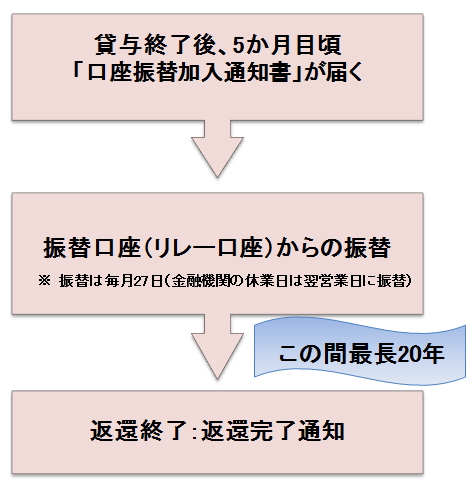 貸与終了後、5か月目頃
「口座振替加入通知書」が届く
振替口座(リレー口座)からの振替
※ 振替は毎月27日(金融機関の休業日は翌営業日に振替)
この間最長20年
返還終了:返還完了通知